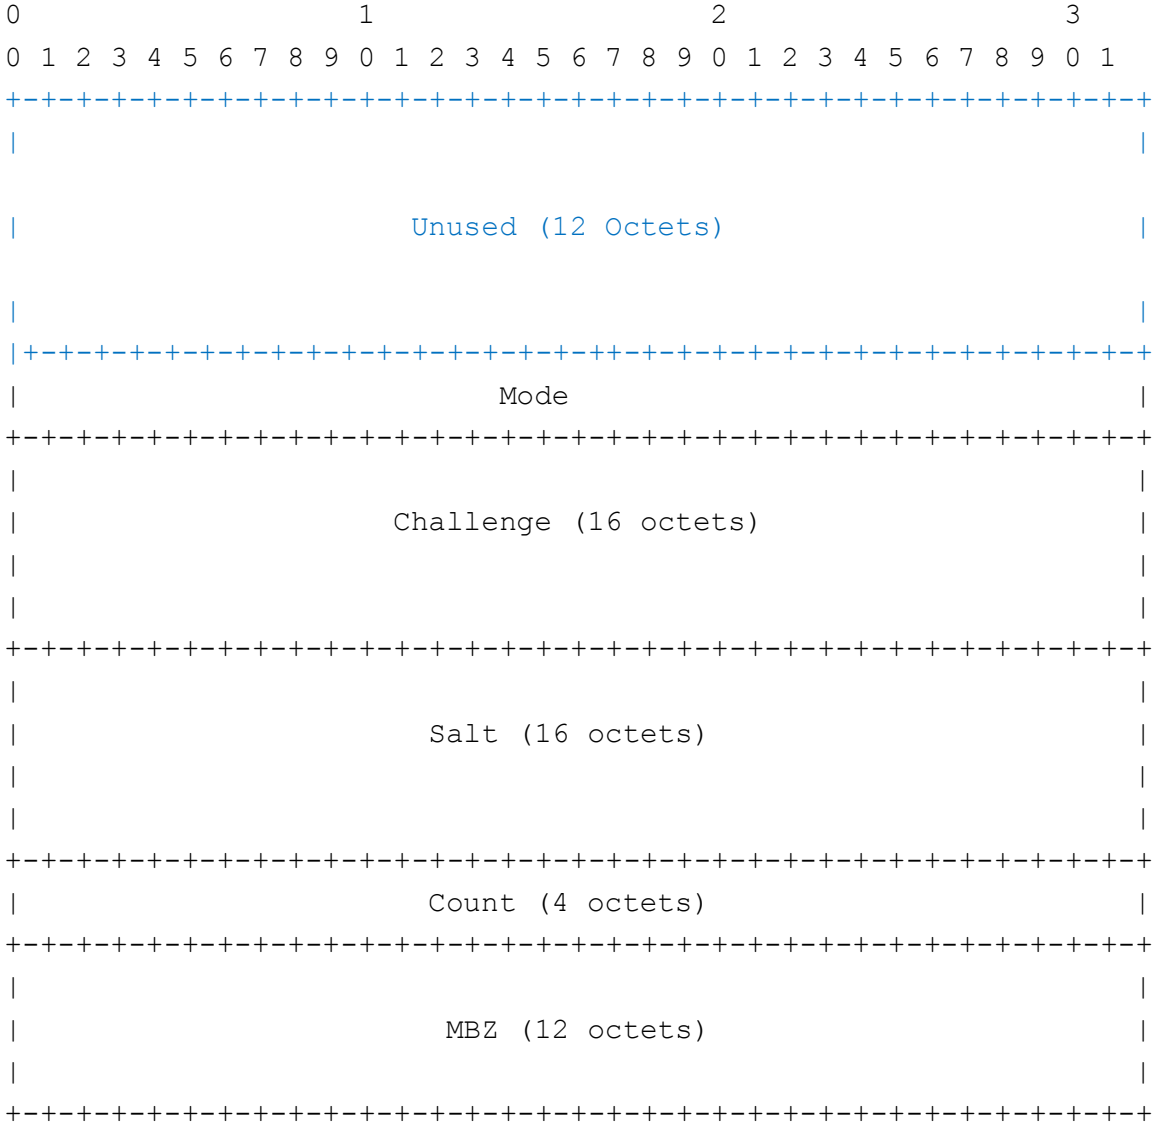 0                   1                   2                   3
0 1 2 3 4 5 6 7 8 9 0 1 2 3 4 5 6 7 8 9 0 1 2 3 4 5 6 7 8 9 0 1
+-+-+-+-+-+-+-+-+-+-+-+-+-+-+-+-+-+-+-+-+-+-+-+-+-+-+-+-+-+-+-+-+
|                                                               |
|                      Unused (12 Octets)                       |
|                                                               |
|+-+-+-+-+-+-+-+-+-+-+-+-+-+-+-+-++-+-+-+-+-+-+-+-+-+-+-+-+-+-+-+
|                           Mode                                |
+-+-+-+-+-+-+-+-+-+-+-+-+-+-+-+-+-+-+-+-+-+-+-+-+-+-+-+-+-+-+-+-+
|                                                               |
|                     Challenge (16 octets)                     |
|                                                               |
|                                                               |
+-+-+-+-+-+-+-+-+-+-+-+-+-+-+-+-+-+-+-+-+-+-+-+-+-+-+-+-+-+-+-+-+
|                                                               |
|                       Salt (16 octets)                        |
|                                                               |
|                                                               |
+-+-+-+-+-+-+-+-+-+-+-+-+-+-+-+-+-+-+-+-+-+-+-+-+-+-+-+-+-+-+-+-+
|                       Count (4 octets)                        |
+-+-+-+-+-+-+-+-+-+-+-+-+-+-+-+-+-+-+-+-+-+-+-+-+-+-+-+-+-+-+-+-+
|                                                               |
|                        MBZ (12 octets)                        |
|                                                               |
+-+-+-+-+-+-+-+-+-+-+-+-+-+-+-+-+-+-+-+-+-+-+-+-+-+-+-+-+-+-+-+-+